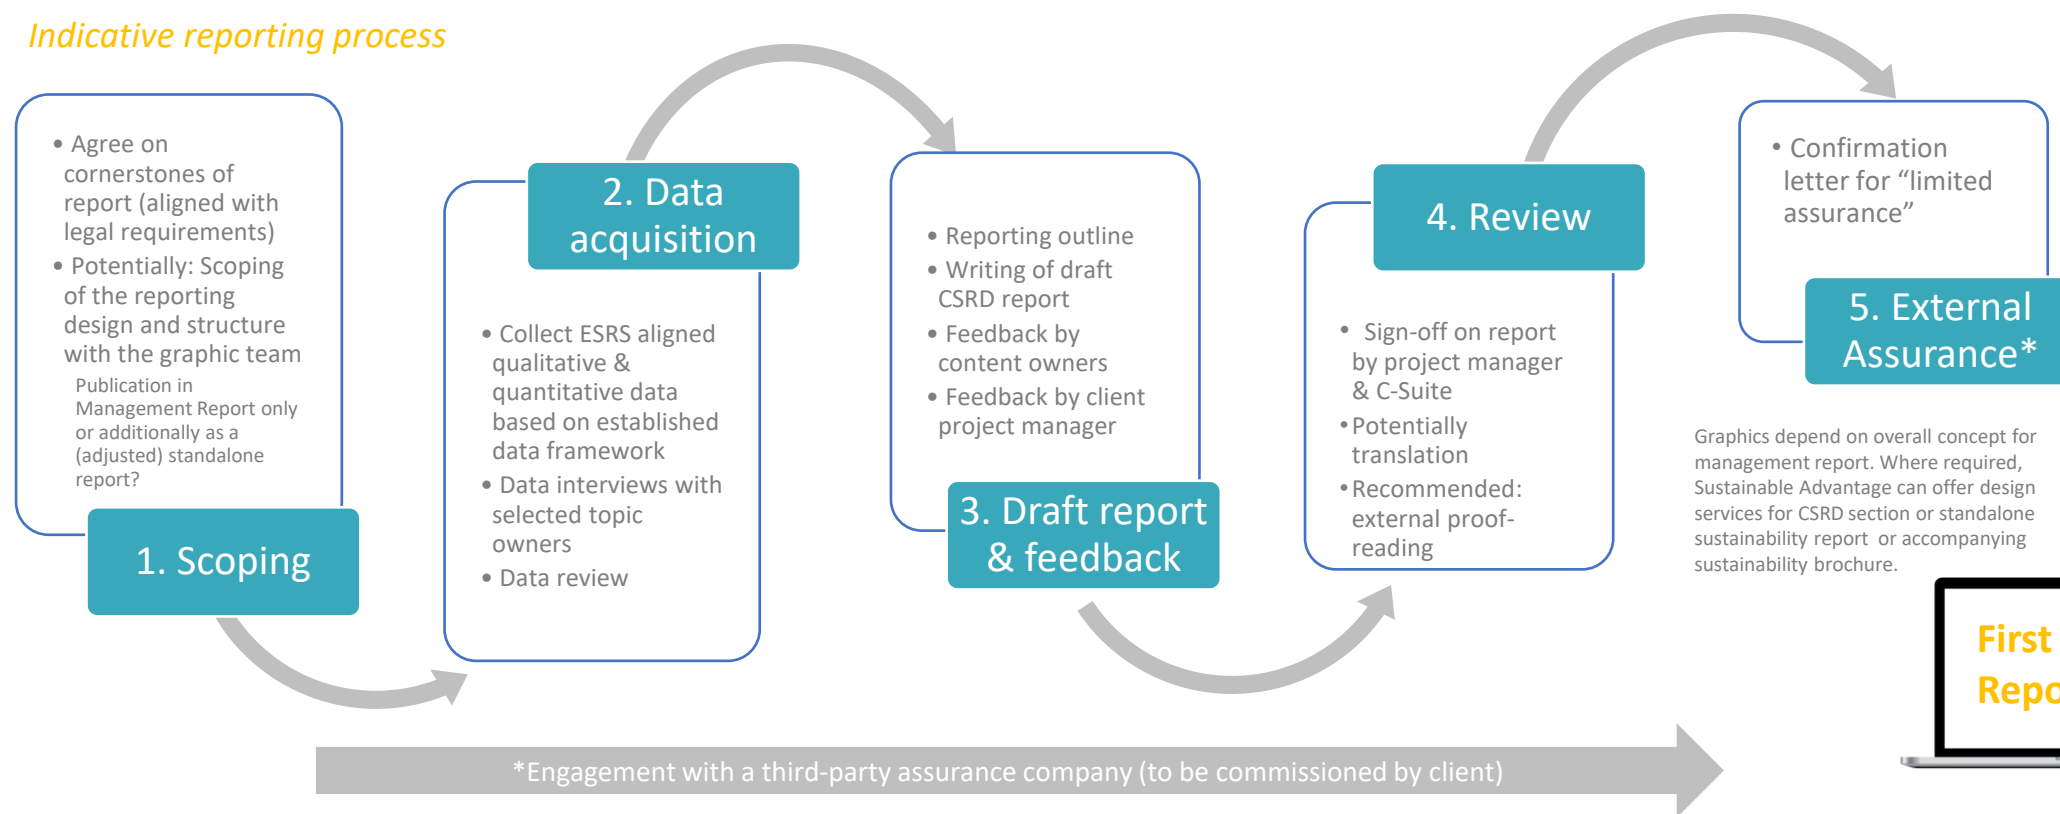 Indicative reporting process
• Agree on
cornerstones of
report (aligned with
legal requirements)
• Potentially: Scoping
of the reporting
design and structure
with the graphic team
Publication in
Management Report only
or additionally as a
(adjusted) standalone
report?
1. Scoping
2. Data
acquisition
• Collect ESRS aligned
qualitative &
quantitative data
based on established
data framework
• Data interviews with
selected topic
owners
• Data review
• Reporting outline
• Writing of draft
CSRD report
• Feedback by
content owners
• Feedback by client
project manager
3. Draft report
& feedback
4. Review
• Sign-off on report
by project manager
& C-Suite
• Potentially
translation
• Recommended:
external proof-
reading
• Confirmation
letter for “limited
assurance”
5. External
Assurance*
Graphics depend on overall concept for
management report. Where required,
Sustainable Advantage can offer design
services for CSRD section or standalone
sustainability report or accompanying
sustainability brochure.
First
*Engagement with a third-party assurance company (to be commissioned by client)